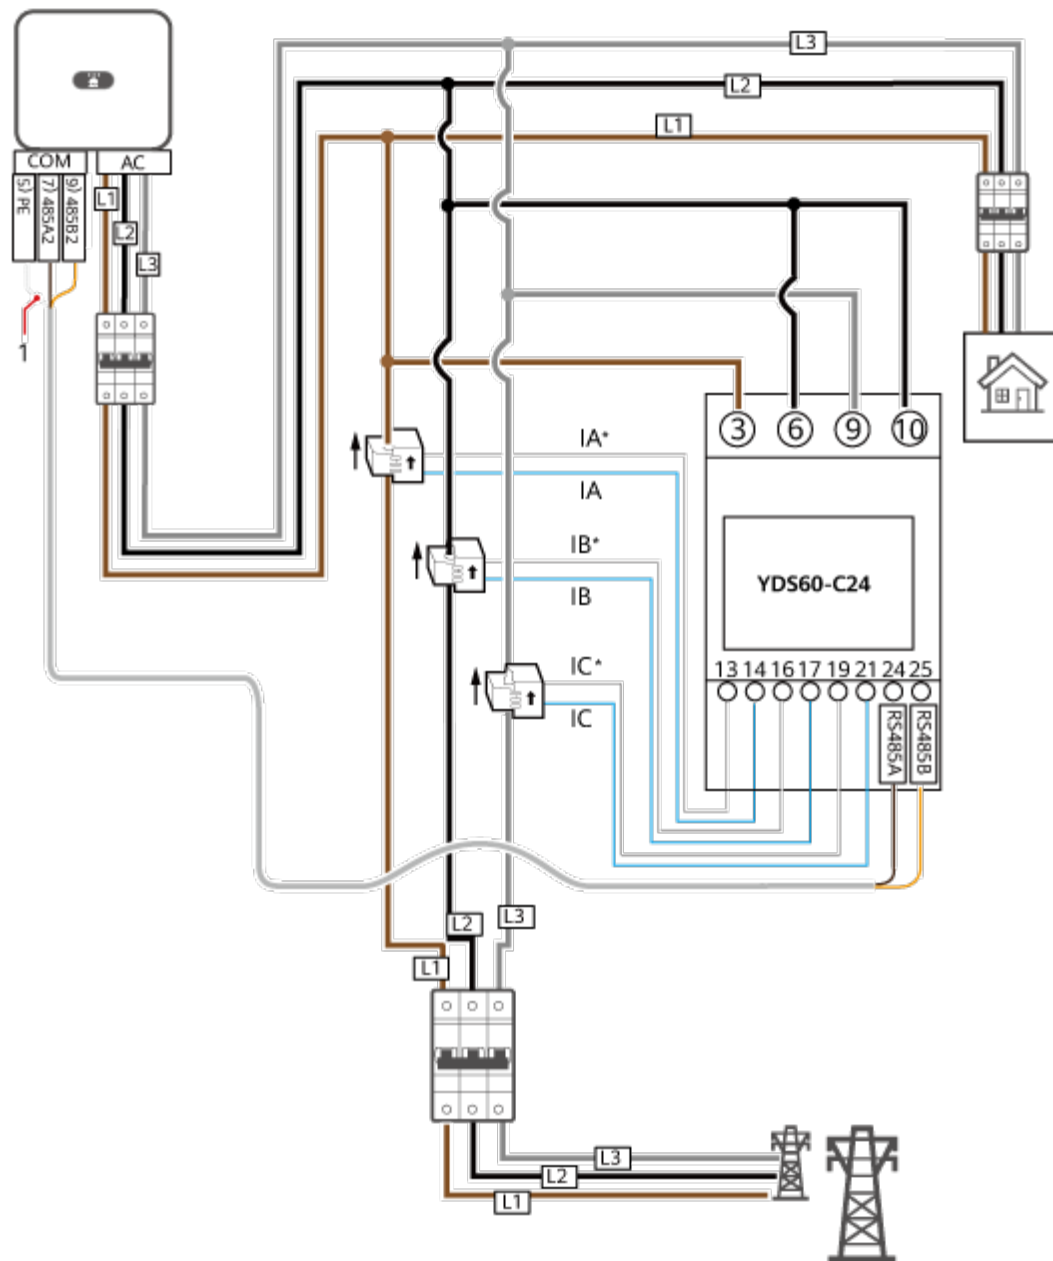 L3
L2
L1
COM
AC
5) PE
7) 485A2
9) 485B2
L1
L2
L3
1
3
6
9
10
IA*
IA
IB*
IB
IC*
IC
YDS60-C24
13 14 16 17 19 21 24 25
RS485A
RS485B
L2
L3
L1
L3
L2
L1